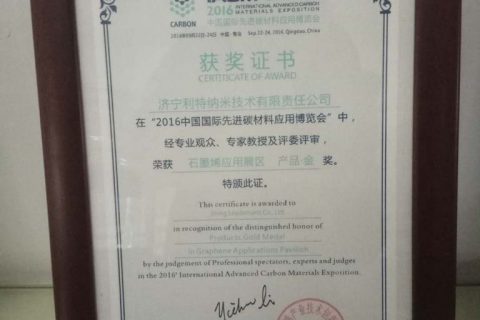 2016 INTERNATIONAL ADVANCED CARBON
MATERIALS EXPOSITION
CARBON
中国国际先进碳材料应用博览会
获奖证书
CERTIFICATE OF AWARD
济宁利特纳米技术有限责任公司
在“2016中国国际先进碳材料应用博览会”中，
经专业观众、专家教授及评委评审，
荣获 石墨烯应用展区 产品·金 奖。
特颁此证。
This certificate is awarded to
Jining Leadernano Co., Ltd
in recognition of the distinguished honor of
Products Gold Medal
In Graphene Applications Pavilion
by the judgement of Professional spectators, experts and judges
in the 2016' International Advanced Carbon Materials Exposition.